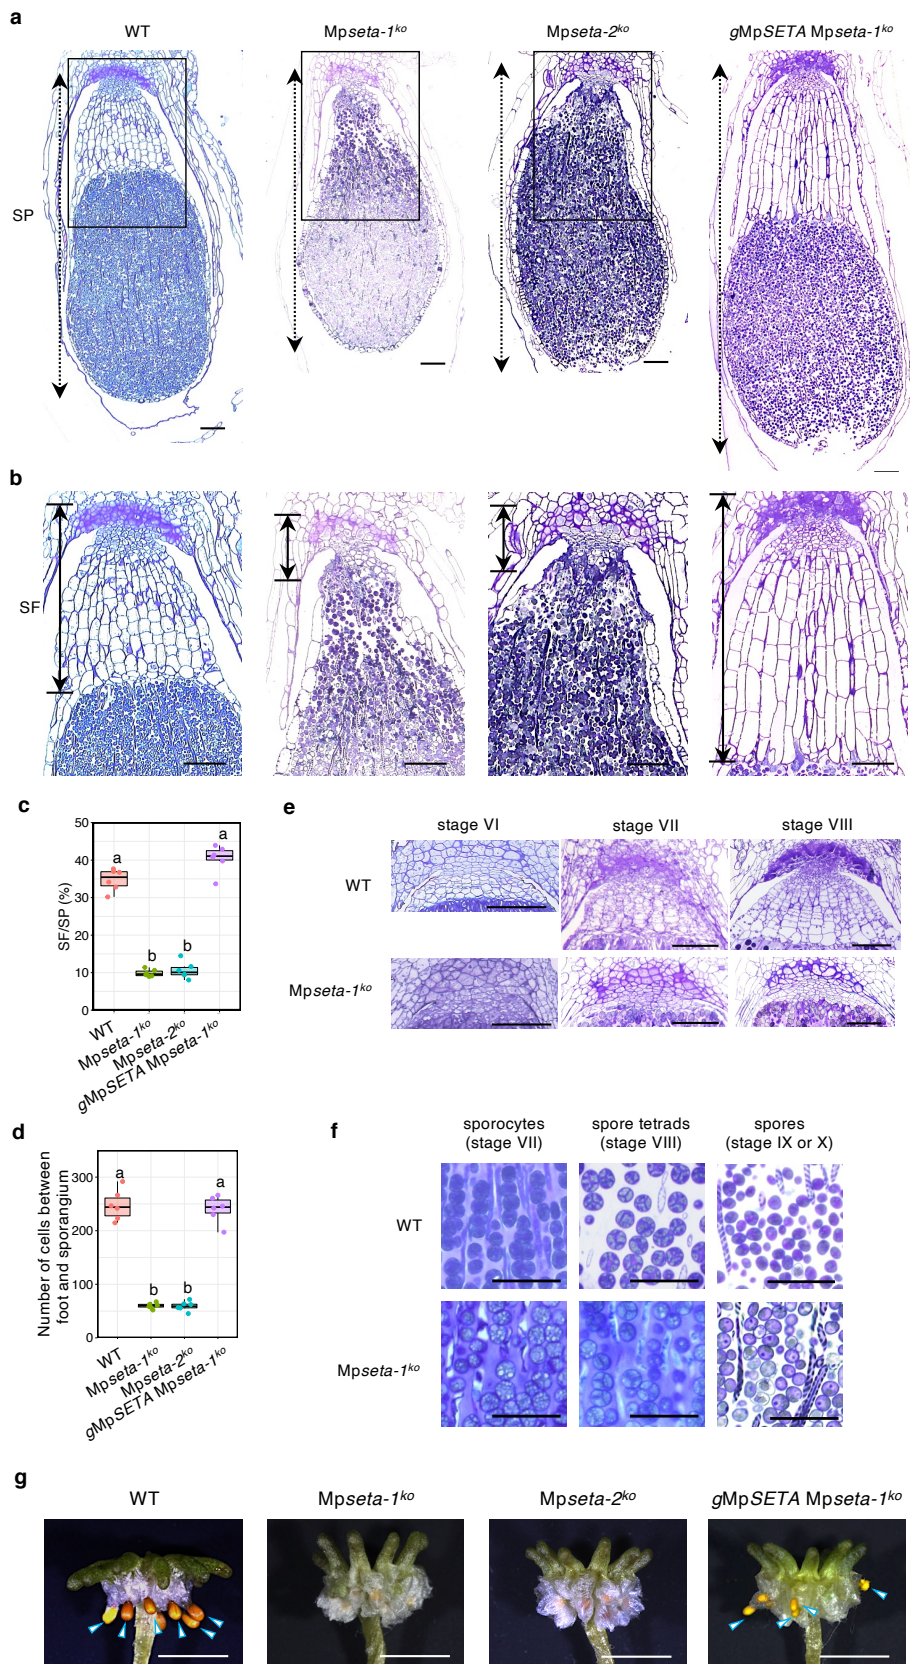 a
WT
Mpseta-1ko
Mpseta-2ko
gMpSETA Mpseta-1ko
SP
b
SF
c
SF/SP (%)
50
40
30
20
10
0
a
b
b
a
WT
Mpseta-1ko
Mpseta-2ko
gMpSETA Mpseta-1ko
d
Number of cells between
foot and sporangium
300
200
100
0
a
b
b
a
WT
Mpseta-1ko
Mpseta-2ko
gMpSETA Mpseta-1ko
e
stage VI
stage VII
stage VIII
WT
Mpseta-1ko
f
sporocytes
(stage VII)
spore tetrads
(stage VIII)
spores
(stage IX or X)
WT
Mpseta-1ko
g
WT
Mpseta-1ko
Mpseta-2ko
gMpSETA Mpseta-1ko